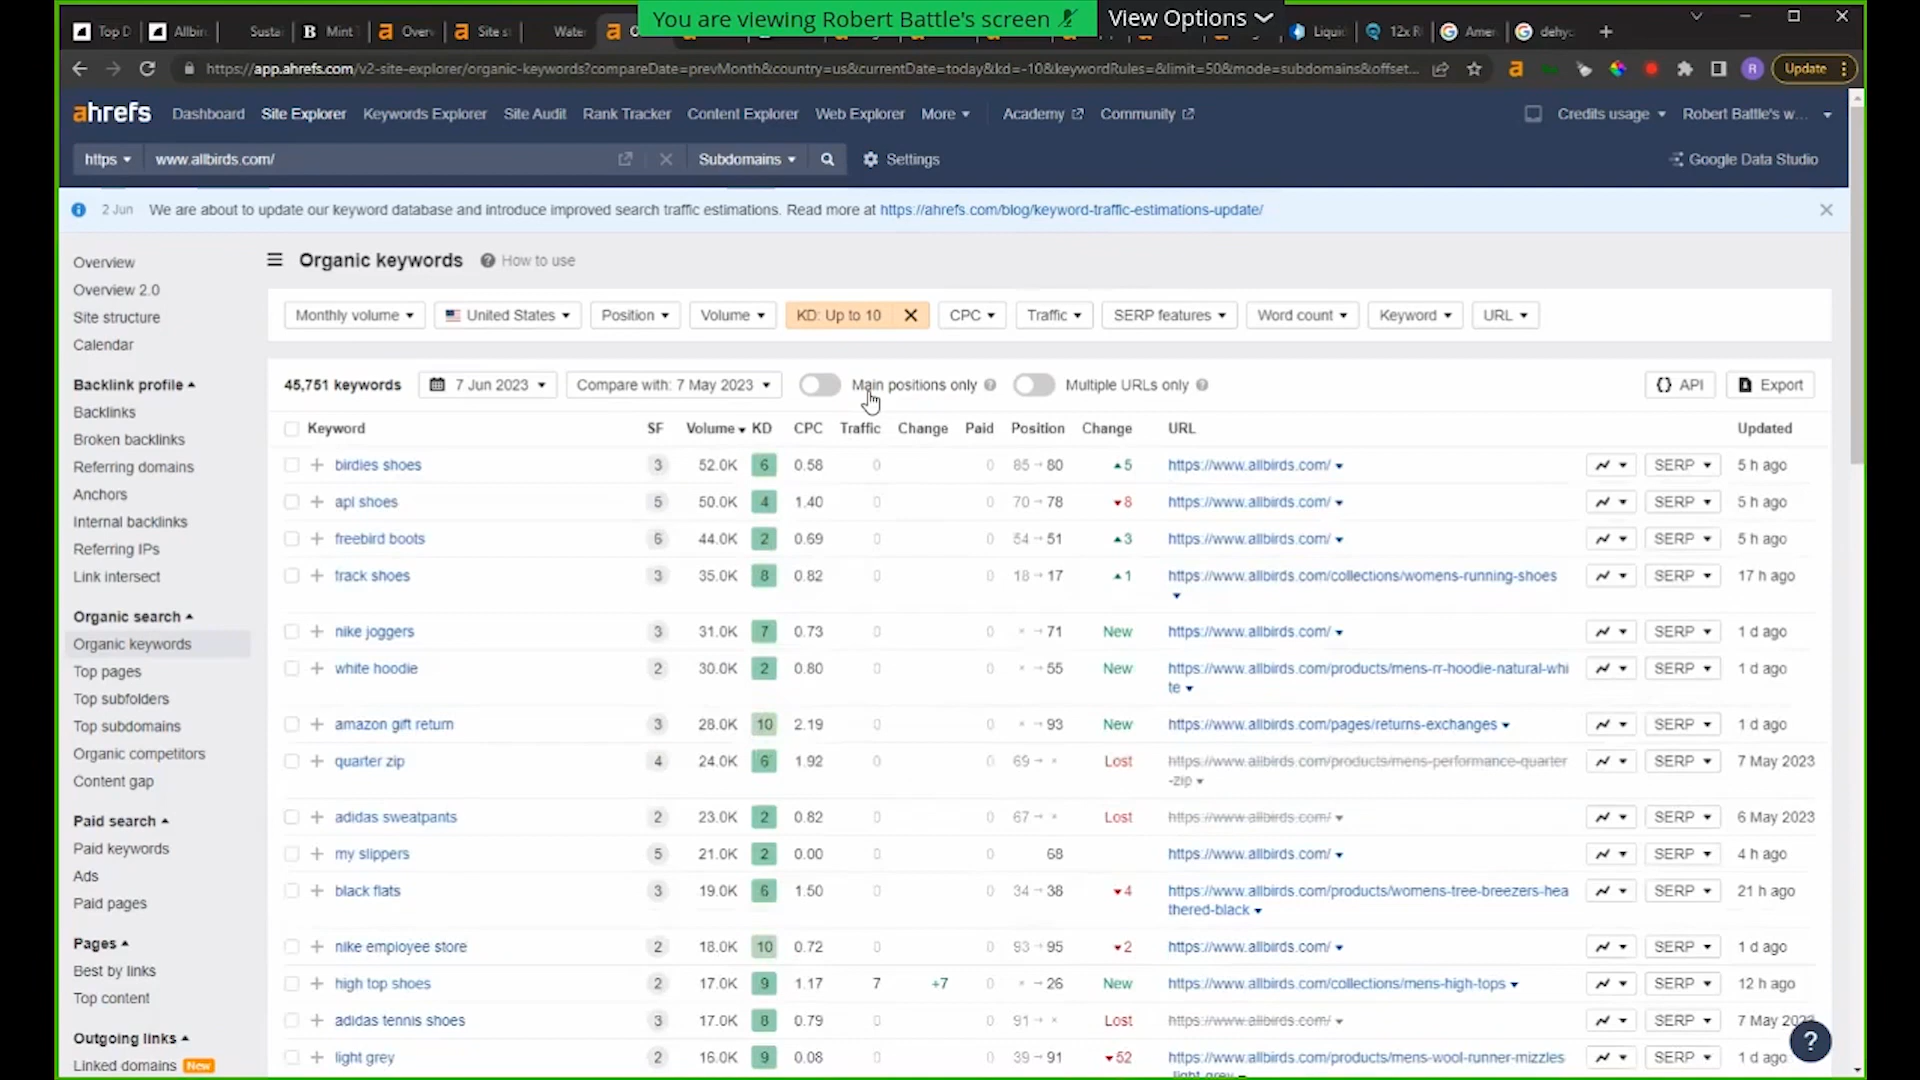 You are viewing Robert Battle's screen View Options
Top D Allbir Susta Mint Over Site s Wate Liqui 12x R Amer dehy
https://app.ahrefs.com/v2-site-explorer/organic-keywords?compareDate=prevMonth&country=us&currentDate=today&kd=-10&keywordRules=&limit=50&mode=subdomains&offset... R Update
ahrefs Dashboard Site Explorer Keywords Explorer Site Audit Rank Tracker Content Explorer Web Explorer More Academy Community Credits usage Robert Battle's w...
https www.allbirds.com/ Subdomains Settings Google Data Studio
2 Jun We are about to update our keyword database and introduce improved search traffic estimations. Read more at https://ahrefs.com/blog/keyword-traffic-estimations-update/
Overview
Overview 2.0
Site structure
Calendar
Backlink profile
Backlinks
Broken backlinks
Referring domains
Anchors
Internal backlinks
Referring IPs
Link intersect
Organic search
Organic keywords
Top pages
Top subfolders
Top subdomains
Organic competitors
Content gap
Paid search
Paid keywords
Ads
Paid pages
Pages
Best by links
Top content
Outgoing links
Linked domains New
Organic keywords How to use
Monthly volume United States Position Volume KD: Up to 10 CPC Traffic SERP features Word count Keyword URL
45,751 keywords 7 Jun 2023 Compare with: 7 May 2023 Main positions only Multiple URLs only API Export
Keyword SF Volume KD CPC Traffic Change Paid Position Change URL Updated
birdies shoes 3 52.0K 6 0.58 0 0 85 → 80 5 https://www.allbirds.com/ SERP 5 h ago
apl shoes 5 50.0K 4 1.40 0 0 70 → 78 8 https://www.allbirds.com/ SERP 5 h ago
freebird boots 6 44.0K 2 0.69 0 0 54 → 51 3 https://www.allbirds.com/ SERP 5 h ago
track shoes 3 35.0K 8 0.82 0 0 18 → 17 1 https://www.allbirds.com/collections/womens-running-shoes SERP 17 h ago
nike joggers 3 31.0K 7 0.73 0 0 × → 71 New https://www.allbirds.com/ SERP 1 d ago
white hoodie 2 30.0K 2 0.80 0 0 × → 55 New https://www.allbirds.com/products/mens-rr-hoodie-natural-whi SERP 1 d ago
te
amazon gift return 3 28.0K 10 2.19 0 0 × → 93 New https://www.allbirds.com/pages/returns-exchanges SERP 1 d ago
quarter zip 4 24.0K 6 1.92 0 0 69 → × Lost https://www.allbirds.com/products/mens-performance-quarter SERP 7 May 2023
-zip
adidas sweatpants 2 23.0K 2 0.82 0 0 67 → × Lost https://www.allbirds.com/ SERP 6 May 2023
my slippers 5 21.0K 2 0.00 0 0 68 https://www.allbirds.com/ SERP 4 h ago
black flats 3 19.0K 6 1.50 0 0 34 → 38 4 https://www.allbirds.com/products/womens-tree-breezers-hea SERP 21 h ago
thered-black
nike employee store 2 18.0K 10 0.72 0 0 93 → 95 2 https://www.allbirds.com/ SERP 1 d ago
high top shoes 2 17.0K 9 1.17 7 +7 0 × → 26 New https://www.allbirds.com/collections/mens-high-tops SERP 12 h ago
adidas tennis shoes 3 17.0K 8 0.79 0 0 91 → × Lost https://www.allbirds.com/ SERP 7 May 2023
light grey 2 16.0K 9 0.08 0 0 39 → 91 52 https://www.allbirds.com/products/mens-wool-runner-mizzles SERP 1 d ago
-light-grey
?